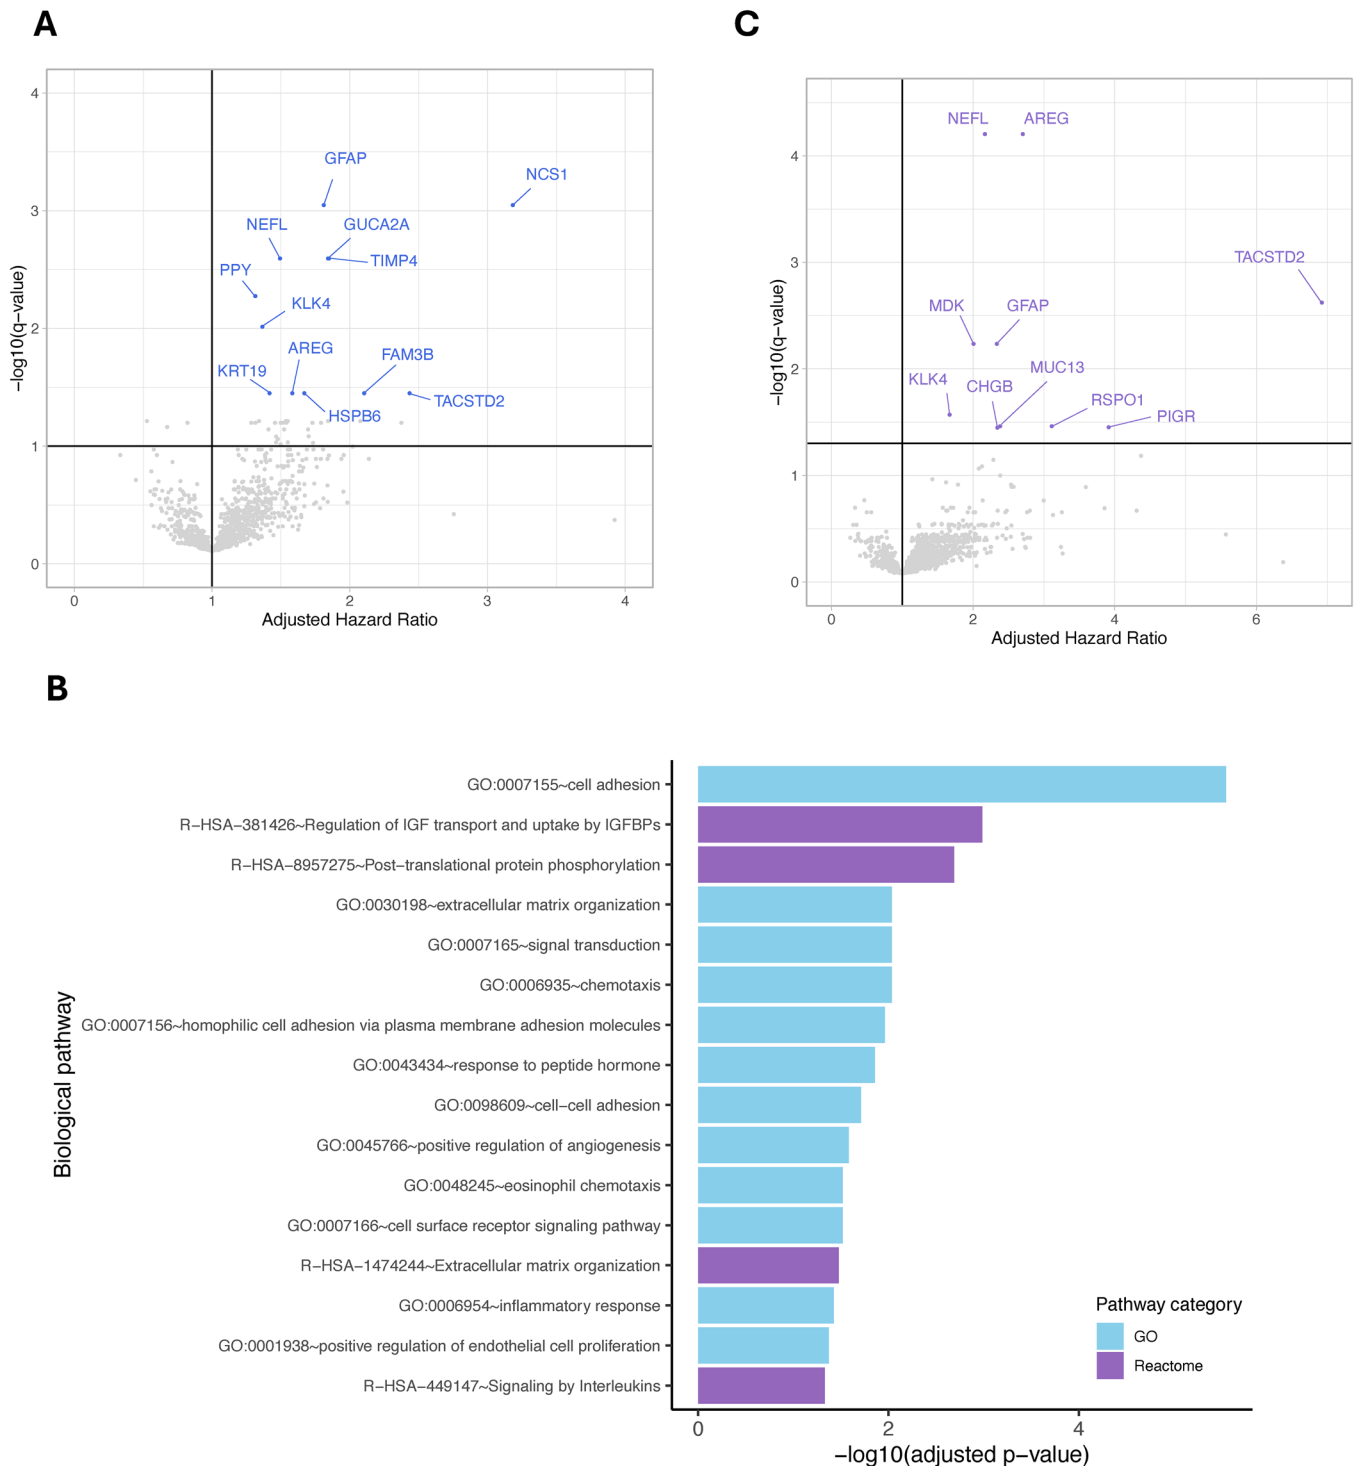 A
−log10(q−value)
4
3
2
1
0
GFAP
NCS1
NEFL
GUCA2A
TIMP4
PPY
KLK4
AREG
FAM3B
KRT19
TACSTD2
HSPB6
0
1
2
3
4
Adjusted Hazard Ratio
C
−log10(q−value)
4
3
2
1
0
NEFL
AREG
TACSTD2
MDK
GFAP
MUC13
KLK4
CHGB
RSPO1
PIGR
0
2
4
6
Adjusted Hazard Ratio
B
Biological pathway
GO:0007155~cell adhesion
R−HSA−381426~Regulation of IGF transport and uptake by IGFBPs
R−HSA−8957275~Post−translational protein phosphorylation
GO:0030198~extracellular matrix organization
GO:0007165~signal transduction
GO:0006935~chemotaxis
GO:0007156~homophilic cell adhesion via plasma membrane adhesion molecules
GO:0043434~response to peptide hormone
GO:0098609~cell−cell adhesion
GO:0045766~positive regulation of angiogenesis
GO:0048245~eosinophil chemotaxis
GO:0007166~cell surface receptor signaling pathway
R−HSA−1474244~Extracellular matrix organization
GO:0006954~inflammatory response
GO:0001938~positive regulation of endothelial cell proliferation
R−HSA−449147~Signaling by Interleukins
Pathway category
GO
Reactome
0
2
4
−log10(adjusted p−value)